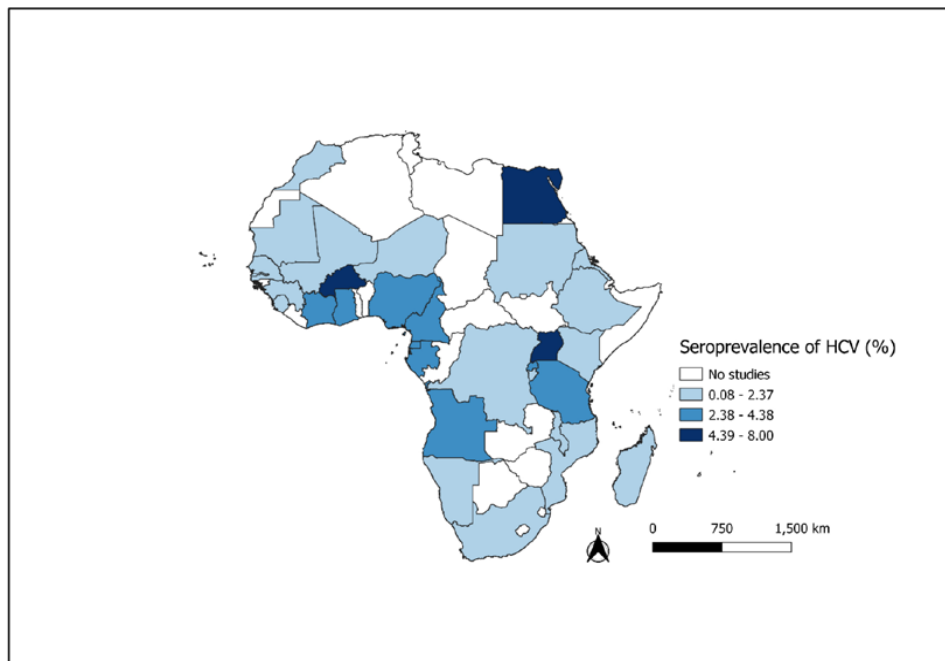 Seroprevalence of HCV (%)
No studies
0.08 - 2.37
2.38 - 4.38
4.39 - 8.00
0 750 1,500 km
N